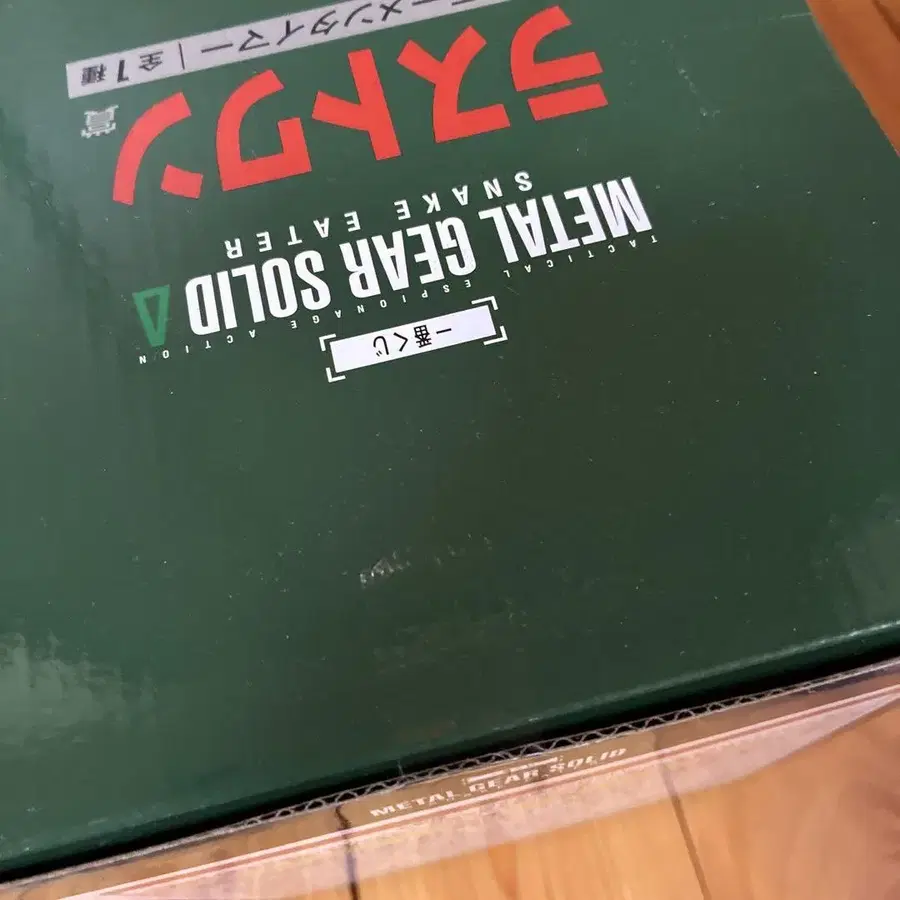 一番くじ
TACTICAL ESPIONAGE ACTION
METAL GEAR SOLID Δ
SNAKE EATER
ラストワン賞
ーメンタイマー | 全1種
METAL GEAR SOLID